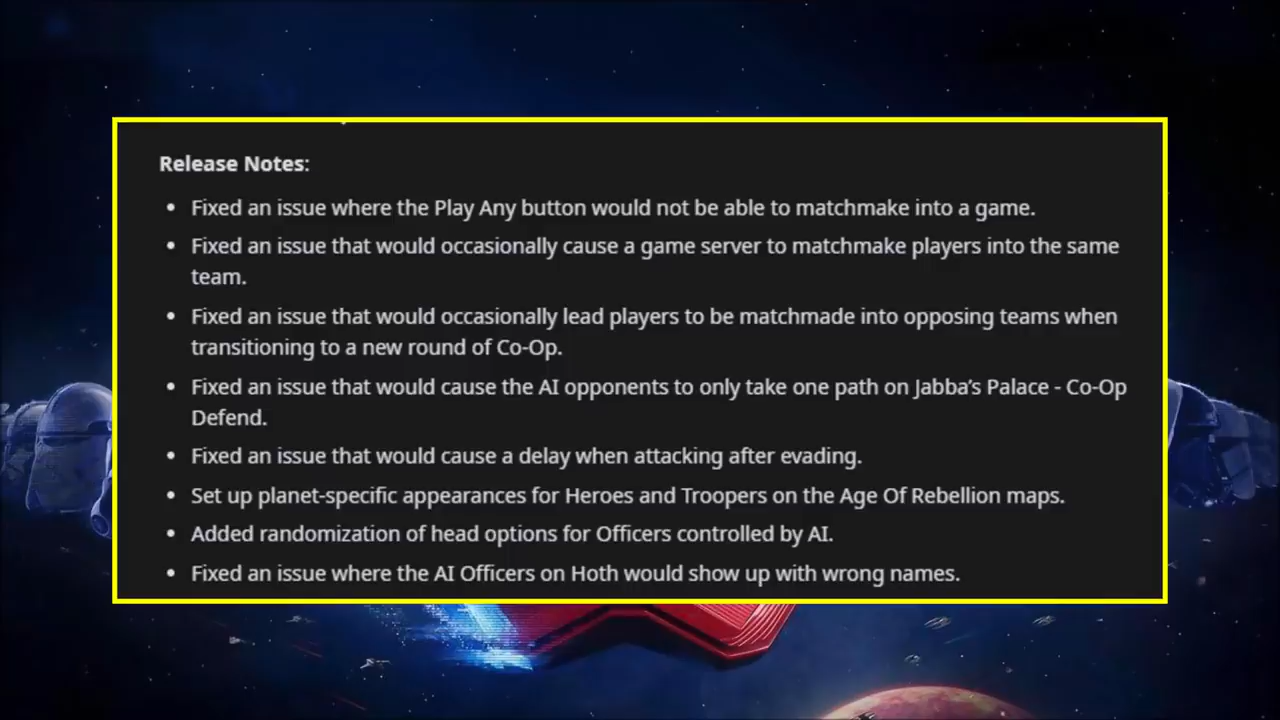 Release Notes:
• Fixed an issue where the Play Any button would not be able to matchmake into a game.
• Fixed an issue that would occasionally cause a game server to matchmake players into the same
team.
• Fixed an issue that would occasionally lead players to be matchmade into opposing teams when
transitioning to a new round of Co-Op.
• Fixed an issue that would cause the AI opponents to only take one path on Jabba’s Palace - Co-Op
Defend.
• Fixed an issue that would cause a delay when attacking after evading.
• Set up planet-specific appearances for Heroes and Troopers on the Age Of Rebellion maps.
• Added randomization of head options for Officers controlled by AI.
• Fixed an issue where the AI Officers on Hoth would show up with wrong names.